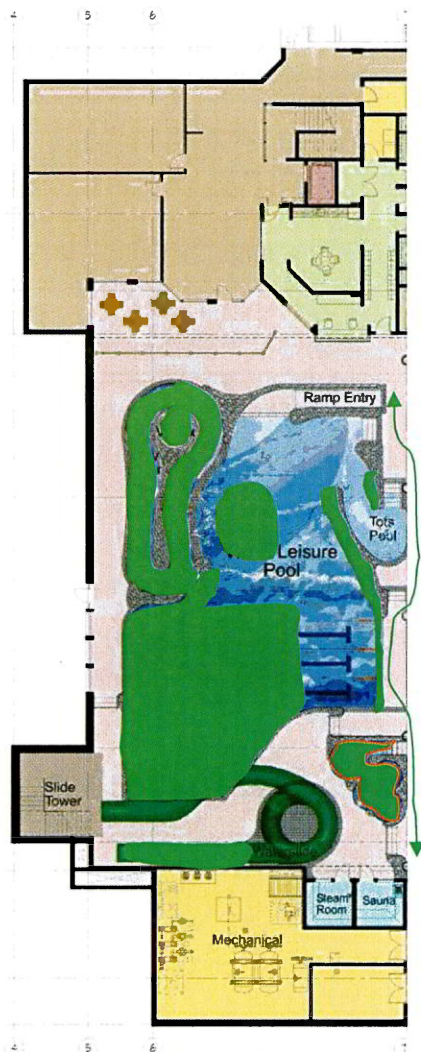 4 5 6
Ramp Entry
Tots
Pool
Leisure
Pool
Slide
Tower
Steam
Room
Sauna
Mechanical
4 5 6